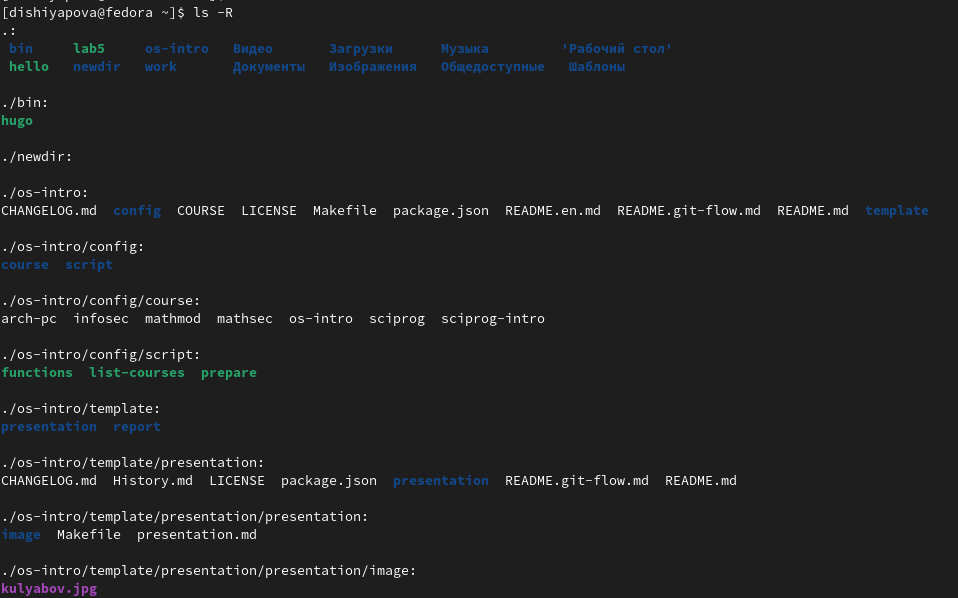 [dishiyapova@fedora ~]$ ls -R
.:
bin lab5 os-intro Видео Загрузки Музыка 'Рабочий стол'
hello newdir work Документы Изображения Общедоступные Шаблоны
./bin:
hugo
./newdir:
./os-intro:
CHANGELOG.md config COURSE LICENSE Makefile package.json README.en.md README.git-flow.md README.md template
./os-intro/config:
course script
./os-intro/config/course:
arch-pc infosec mathmod mathsec os-intro sciprog sciprog-intro
./os-intro/config/script:
functions list-courses prepare
./os-intro/template:
presentation report
./os-intro/template/presentation:
CHANGELOG.md History.md LICENSE package.json presentation README.git-flow.md README.md
./os-intro/template/presentation/presentation:
image Makefile presentation.md
./os-intro/template/presentation/presentation/image:
kulyabov.jpg